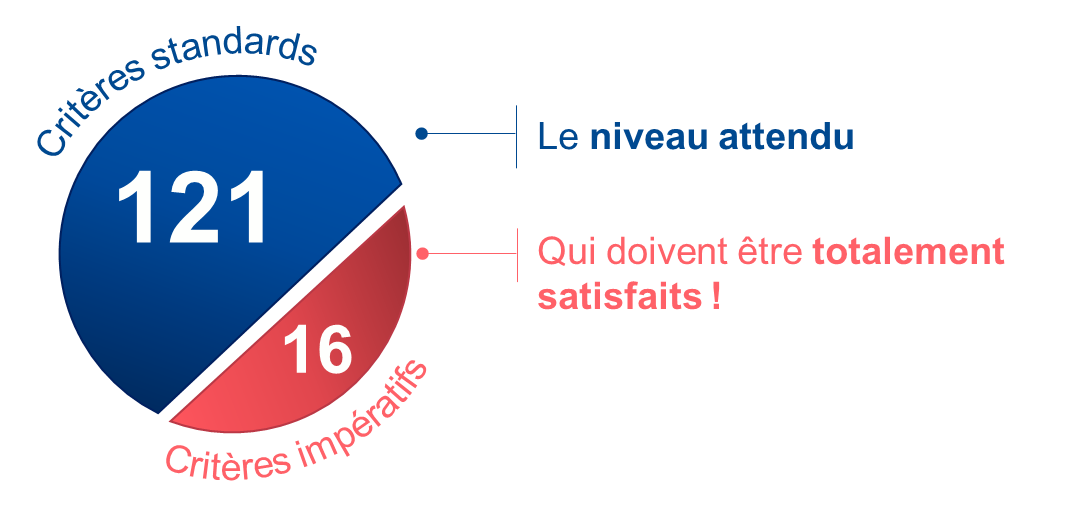 Critères standards
121
Le niveau attendu
Qui doivent être totalement
satisfaits !
16
Critères impératifs